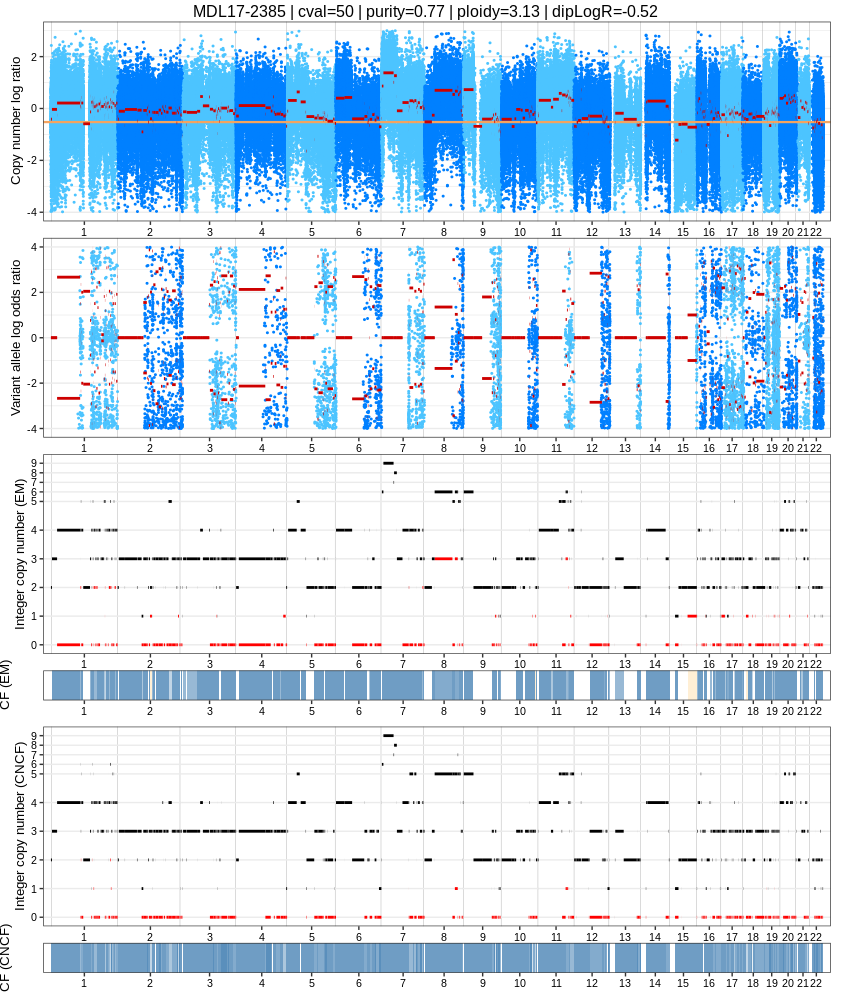 MDL17-2385 | cval=50 | purity=0.77 | ploidy=3.13 | dipLogR=-0.52
Copy number log ratio
2
0
-2
-4
1 2 3 4 5 6 7 8 9 10 11 12 13 14 15 16 17 18 19 20 21 22
Variant allele log odds ratio
4
2
0
-2
-4
1 2 3 4 5 6 7 8 9 10 11 12 13 14 15 16 17 18 19 20 21 22
Integer copy number (EM)
9
8
7
6
5
4
3
2
1
0
1 2 3 4 5 6 7 8 9 10 11 12 13 14 15 16 17 18 19 20 21 22
CF (EM)
1 2 3 4 5 6 7 8 9 10 11 12 13 14 15 16 17 18 19 20 21 22
Integer copy number (CNCF)
9
8
7
6
5
4
3
2
1
0
1 2 3 4 5 6 7 8 9 10 11 12 13 14 15 16 17 18 19 20 21 22
CF (CNCF)
1 2 3 4 5 6 7 8 9 10 11 12 13 14 15 16 17 18 19 20 21 22